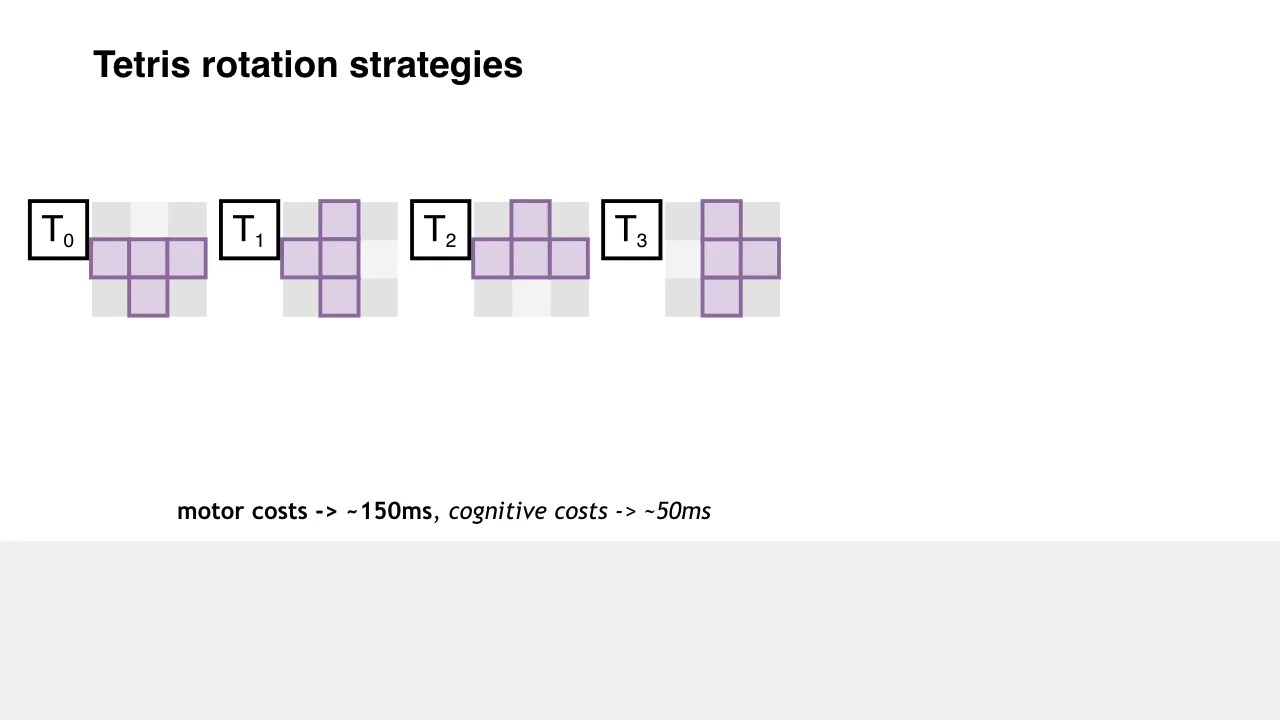 Tetris rotation strategies
T0 T1 T2 T3
motor costs -> ~150ms, cognitive costs -> ~50ms